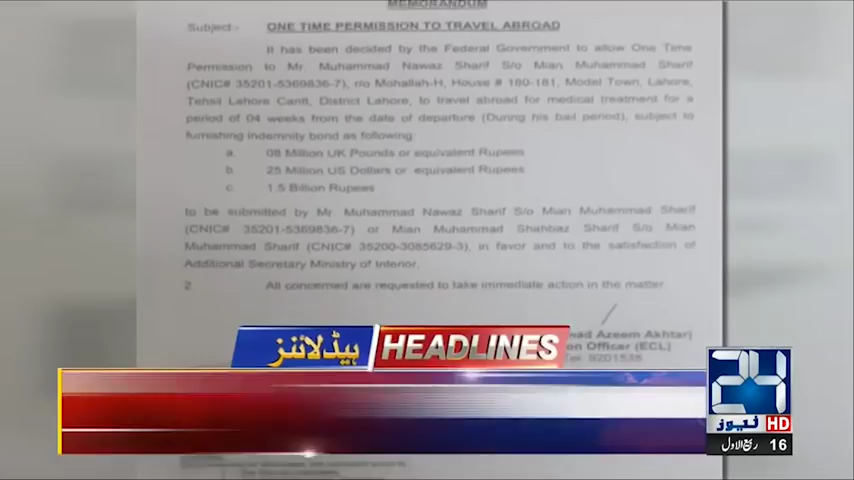 MEMORANDUM
Subject:- ONE TIME PERMISSION TO TRAVEL ABROAD
It has been decided by the Federal Government to allow One Time
Permission to Mr. Muhammad Nawaz Sharif S/o Mian Muhammad Sharif
(CNIC# 35201-5369836-7), r/o Mohallah-H, House # 180-181, Model Town, Lahore,
Tehsil Lahore Cantt, District Lahore, to travel abroad for medical treatment for a
period of 04 weeks from the date of departure (During his bail period), subject to
furnishing indemnity bond as following:
a. 08 Million UK Pounds or equivalent Rupees
b. 25 Million US Dollars or equivalent Rupees
c. 1.5 Billion Rupees
to be submitted by Mr. Muhammad Nawaz Sharif S/o Mian Muhammad Sharif
(CNIC# 35201-5369836-7) or Mian Muhammad Shahbaz Sharif S/o Mian
Muhammad Sharif (CNIC# 35200-3085629-3), in favor and to the satisfaction of
Additional Secretary Ministry of Interior.
2. All concerned are requested to take immediate action in the matter.
wad Azeem Akhtar)
on Officer (ECL)
ہیڈلائنز HEADLINES
24
نیوز HD
16 ربیع الاول